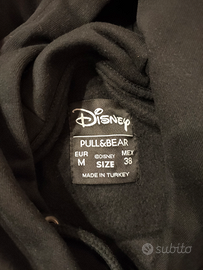 Disney
PULL&BEAR
EUR ©DISNEY MEX
M SIZE 38
MADE IN TURKEY
subito